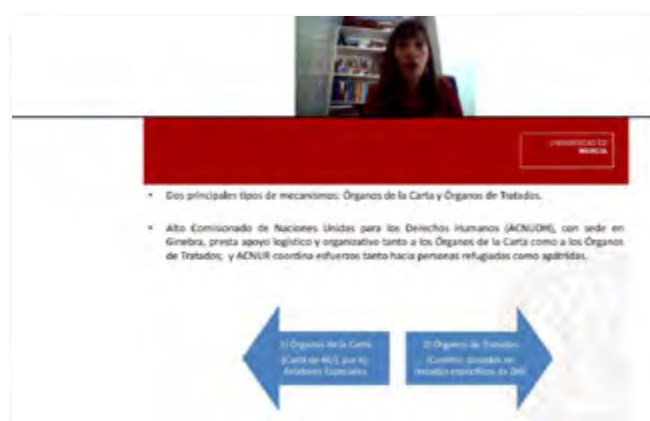 UNIVERSIDAD DE
MURCIA
• Dos principales tipos de mecanismos: Órganos de la Carta y Órganos de Tratados.
• Alto Comisionado de Naciones Unidas para los Derechos Humanos (ACNUDH), con sede en
Ginebra, presta apoyo logístico y organizativo tanto a los Órganos de la Carta como a los Órganos
de Tratados; y ACNUR coordina esfuerzos tanto hacia personas refugiadas como apátridas.
1) Órganos de la Carta
(Carta de NU), por ej.
Relatores Especiales
2) Órganos de Tratados
(Comités basados en
tratados específicos de DH)